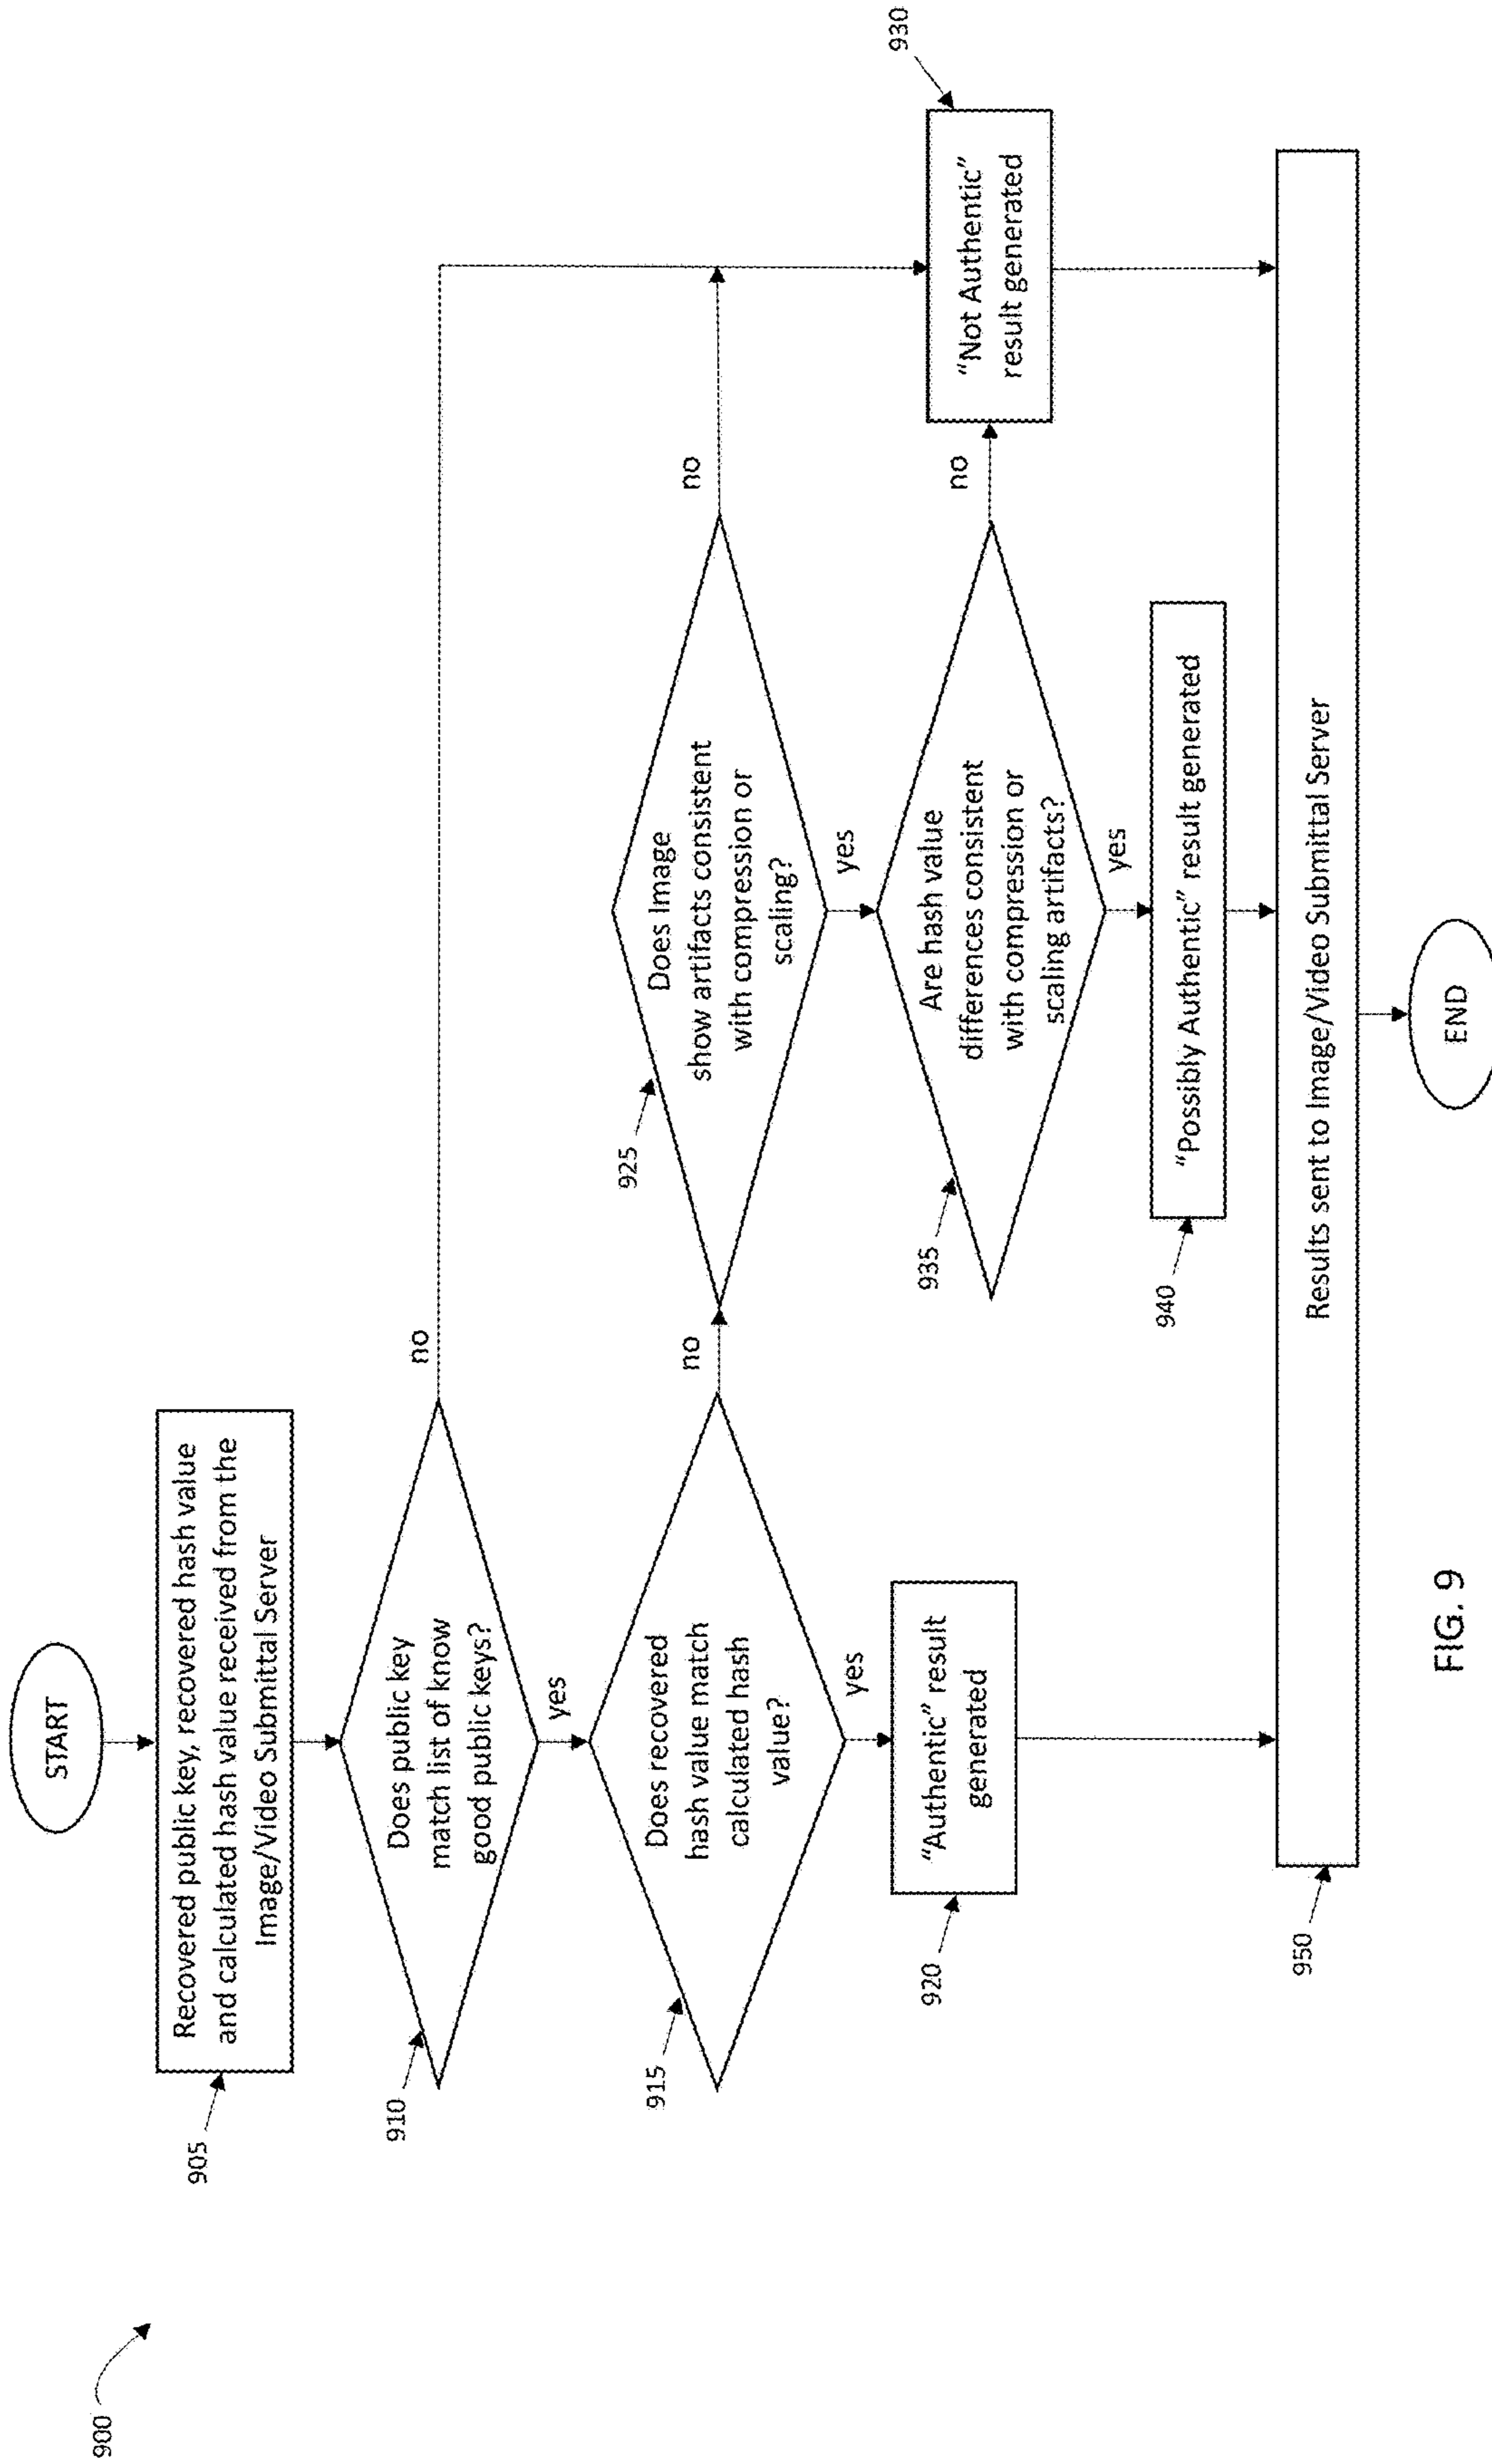 900
START
905
Recovered public key, recovered hash value
and calculated hash value received from the
Image/Video Submittal Server
910
Does public key
match list of know
good public keys?
no
yes
915
Does recovered
hash value match
calculated hash
value?
no
yes
925
Does Image
show artifacts consistent
with compression or
scaling?
no
yes
920
"Authentic" result
generated
935
Are hash value
differences consistent
with compression or
scaling artifacts?
no
yes
930
"Not Authentic"
result generated
940
"Possibly Authentic" result generated
950
Results sent to Image/Video Submittal Server
END
FIG. 9